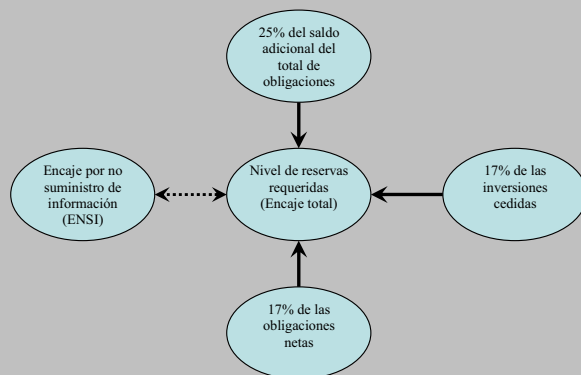 25% del saldo
adicional del
total de
obligaciones
Encaje por no
suministro de
información
(ENSI)
Nivel de reservas
requeridas
(Encaje total)
17% de las
inversiones
cedidas
17% de las
obligaciones
netas